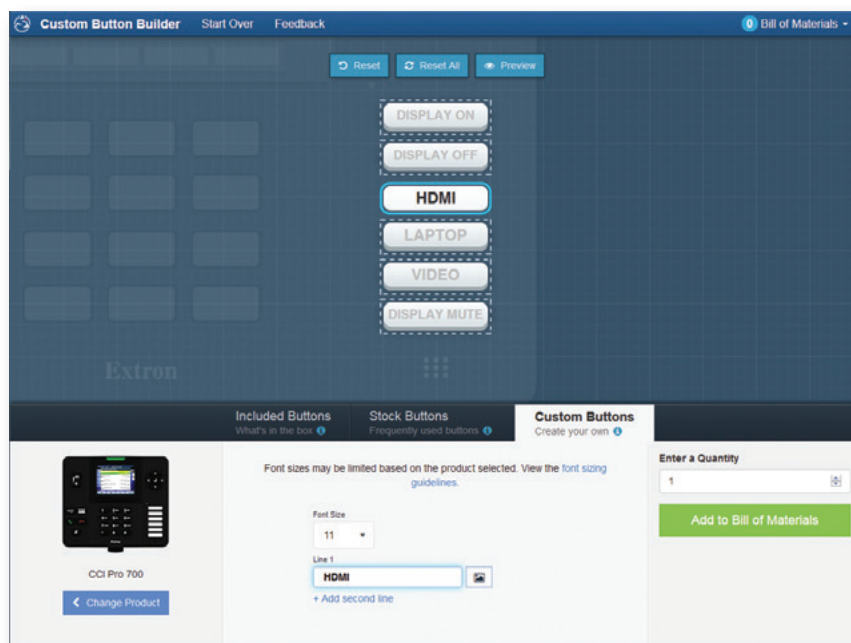 Custom Button Builder Start Over Feedback 0 Bill of Materials
Reset Reset All Preview
DISPLAY ON
DISPLAY OFF
HDMI
LAPTOP
VIDEO
DISPLAY MUTE
Extron
Included Buttons
What's in the box
Stock Buttons
Frequently used buttons
Custom Buttons
Create your own
Font sizes may be limited based on the product selected. View the font sizing
guidelines.
Font Size
11
Line 1
HDMI
+ Add second line
CCI Pro 700
Change Product
Enter a Quantity
1
Add to Bill of Materials